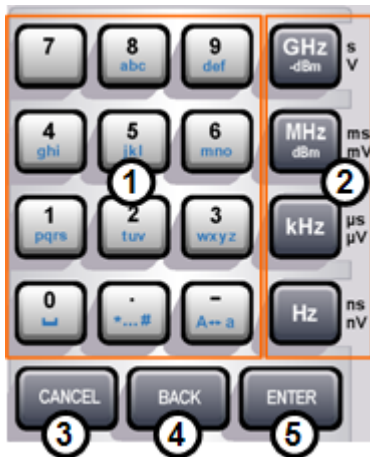 7 8 9 GHz s
abc def -dBm V
4 5 6 MHz ms
ghi jkl mno dBm mV
1
2
1 2 3 kHz µs
pqrs tuv wxyz µV
0 . - Hz ns
␣ *...# A↔a nV
CANCEL BACK ENTER
3 4 5